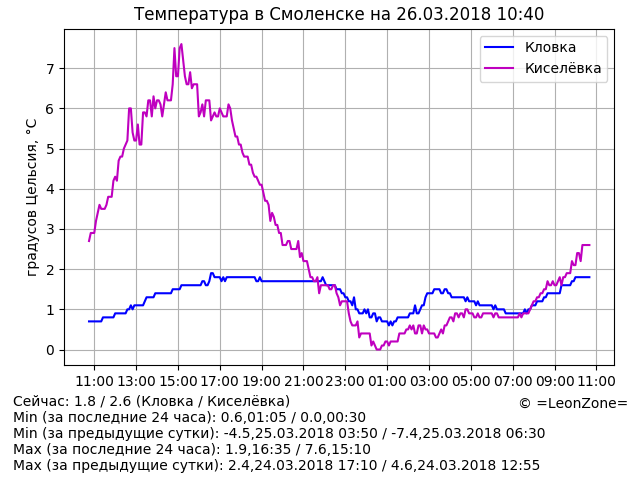 Температура в Смоленске на 26.03.2018 10:40
Кловка
Киселёвка
градусов Цельсия, °C
7
6
5
4
3
2
1
0
11:00 13:00 15:00 17:00 19:00 21:00 23:00 01:00 03:00 05:00 07:00 09:00 11:00
Сейчас: 1.8 / 2.6 (Кловка / Киселёвка)
© =LeonZone=
Min (за последние 24 часа): 0.6,01:05 / 0.0,00:30
Min (за предыдущие сутки): -4.5,25.03.2018 03:50 / -7.4,25.03.2018 06:30
Max (за последние 24 часа): 1.9,16:35 / 7.6,15:10
Max (за предыдущие сутки): 2.4,24.03.2018 17:10 / 4.6,24.03.2018 12:55